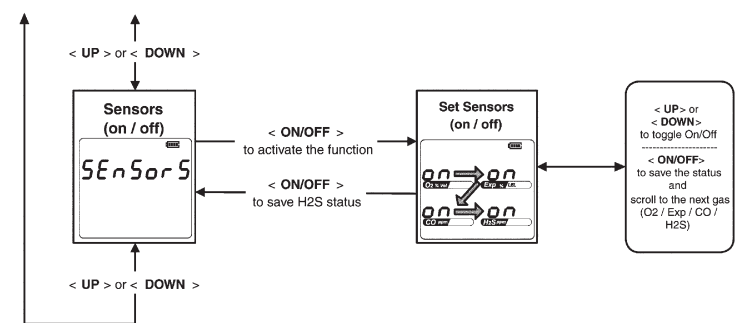 < UP > or < DOWN >
Sensors
(on / off)
SEnSorS
< UP > or < DOWN >
< ON/OFF >
to activate the function
< ON/OFF >
to save H2S status
Set Sensors
(on / off)
on on
O2 % vol Exp % LEL
on on
CO ppm H2S ppm
< UP> or
< DOWN>
to toggle On/Off
----------------------
< ON/OFF>
to save the status
and
scroll to the next gas
(O2 / Exp / CO /
H2S)